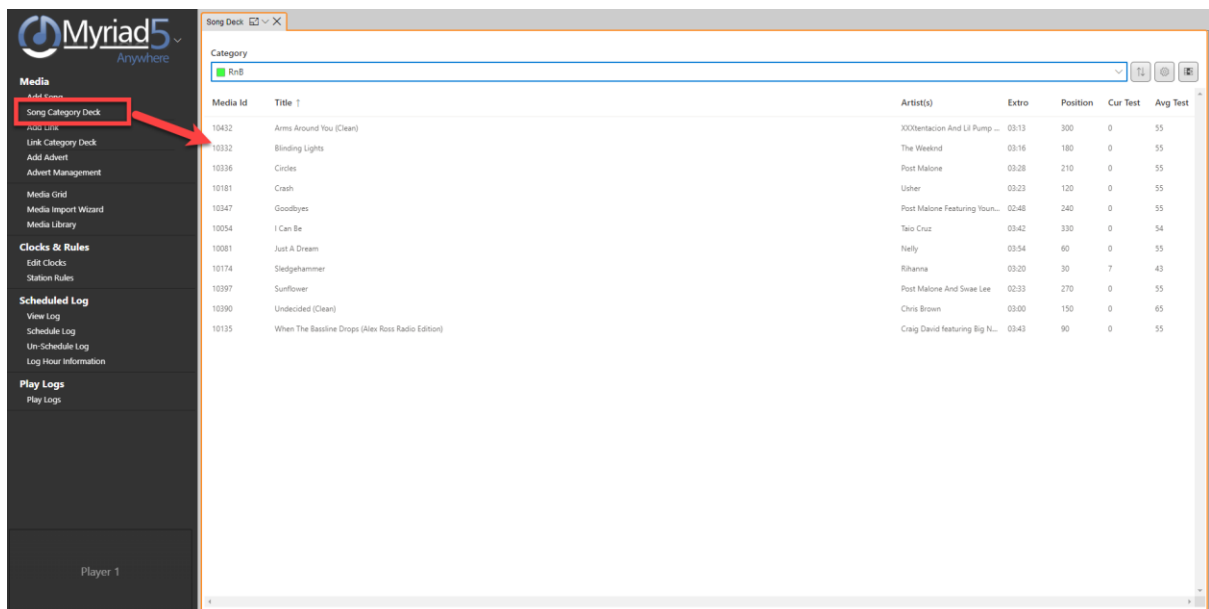 Myriad5
Anywhere
Media
Add Song
Song Category Deck
Add Link
Link Category Deck
Add Advert
Advert Management
Media Grid
Media Import Wizard
Media Library
Clocks & Rules
Edit Clocks
Station Rules
Scheduled Log
View Log
Schedule Log
Un-Schedule Log
Log Hour Information
Play Logs
Play Logs
Player 1
Song Deck
Category
RnB
Media Id Title ↑ Artist(s) Extro Position Cur Test Avg Test
10432 Arms Around You (Clean) XXXtentacion And Lil Pump ... 03:13 300 0 55
10332 Blinding Lights The Weeknd 03:16 180 0 55
10336 Circles Post Malone 03:28 210 0 55
10181 Crash Usher 03:23 120 0 55
10347 Goodbyes Post Malone Featuring Youn... 02:48 240 0 55
10054 I Can Be Taio Cruz 03:42 330 0 54
10081 Just A Dream Nelly 03:54 60 0 55
10174 Sledgehammer Rihanna 03:20 30 7 43
10397 Sunflower Post Malone And Swae Lee 02:33 270 0 55
10390 Undecided (Clean) Chris Brown 03:00 150 0 65
10135 When The Bassline Drops (Alex Ross Radio Edition) Craig David featuring Big N... 03:43 90 0 55